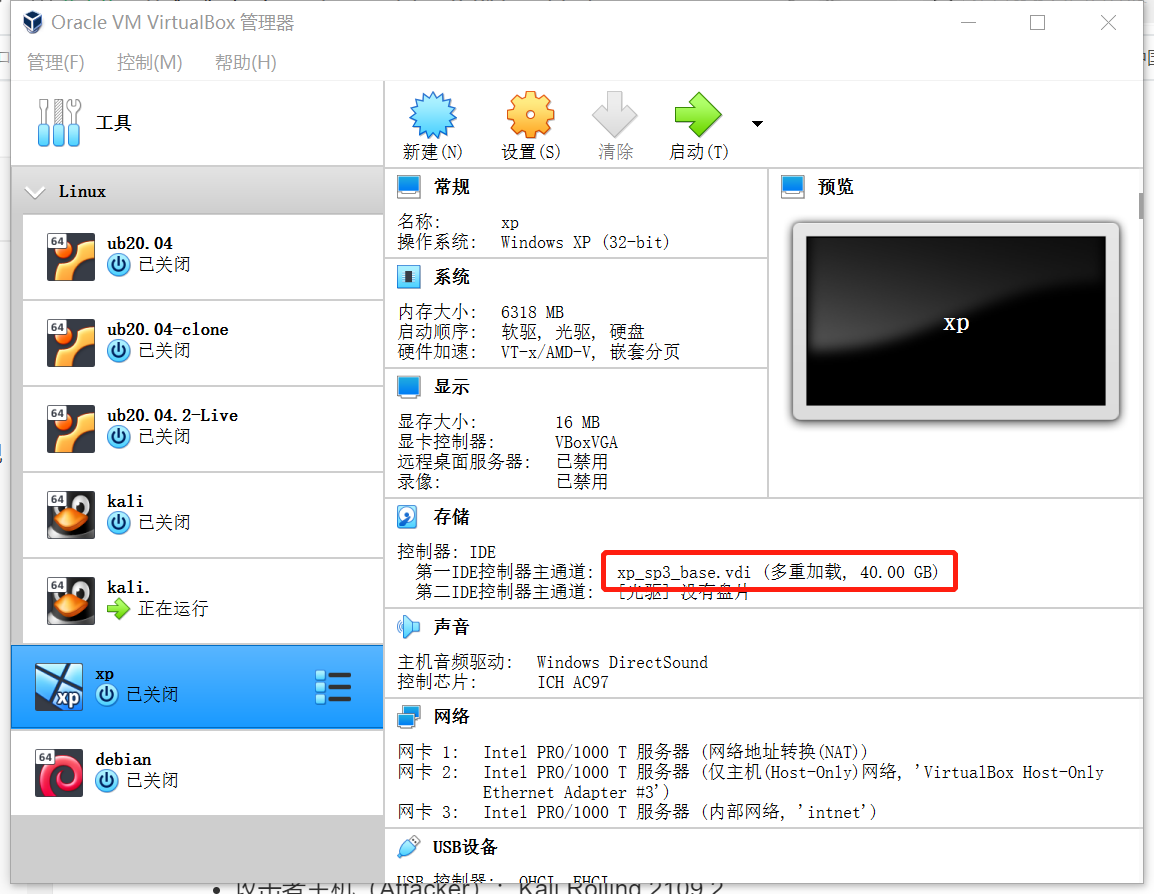 Oracle VM VirtualBox 管理器
管理(F) 控制(M) 帮助(H)
工具
新建(N) 设置(S) 清除 启动(T)
Linux
64
ub20.04
已关闭
64
ub20.04-clone
已关闭
64
ub20.04.2-Live
已关闭
64
kali
已关闭
64
kali.
正在运行
xp
xp
已关闭
64
debian
已关闭
常规
名称: xp
操作系统: Windows XP (32-bit)
系统
内存大小: 6318 MB
启动顺序: 软驱, 光驱, 硬盘
硬件加速: VT-x/AMD-V, 嵌套分页
显示
显存大小: 16 MB
显卡控制器: VBoxVGA
远程桌面服务器: 已禁用
录像: 已禁用
预览
xp
存储
控制器: IDE
第一IDE控制器主通道: xp_sp3_base.vdi (多重加载, 40.00 GB)
第二IDE控制器主通道: [光驱] 没有盘片
声音
主机音频驱动: Windows DirectSound
控制芯片: ICH AC97
网络
网卡 1: Intel PRO/1000 T 服务器 (网络地址转换(NAT))
网卡 2: Intel PRO/1000 T 服务器 (仅主机(Host-Only)网络, 'VirtualBox Host-Only
Ethernet Adapter #3')
网卡 3: Intel PRO/1000 T 服务器 (内部网络, 'intnet')
USB设备
USB 控制器: OHCI, EHCI
攻击者主机 (Attacker) : Kali Rolling 2109.2